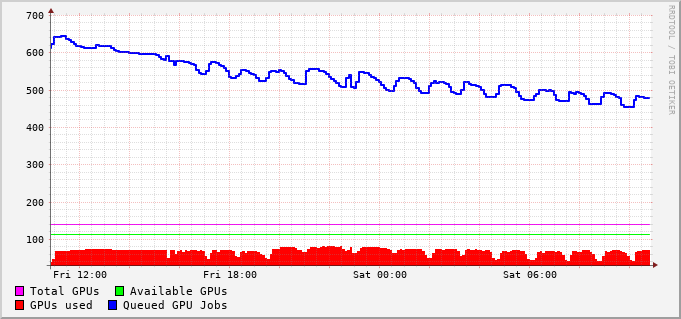 700
600
500
400
300
200
100
Fri 12:00 Fri 18:00 Sat 00:00 Sat 06:00
Total GPUs Available GPUs
GPUs used Queued GPU Jobs
RRDTOOL / TOBI OETIKER